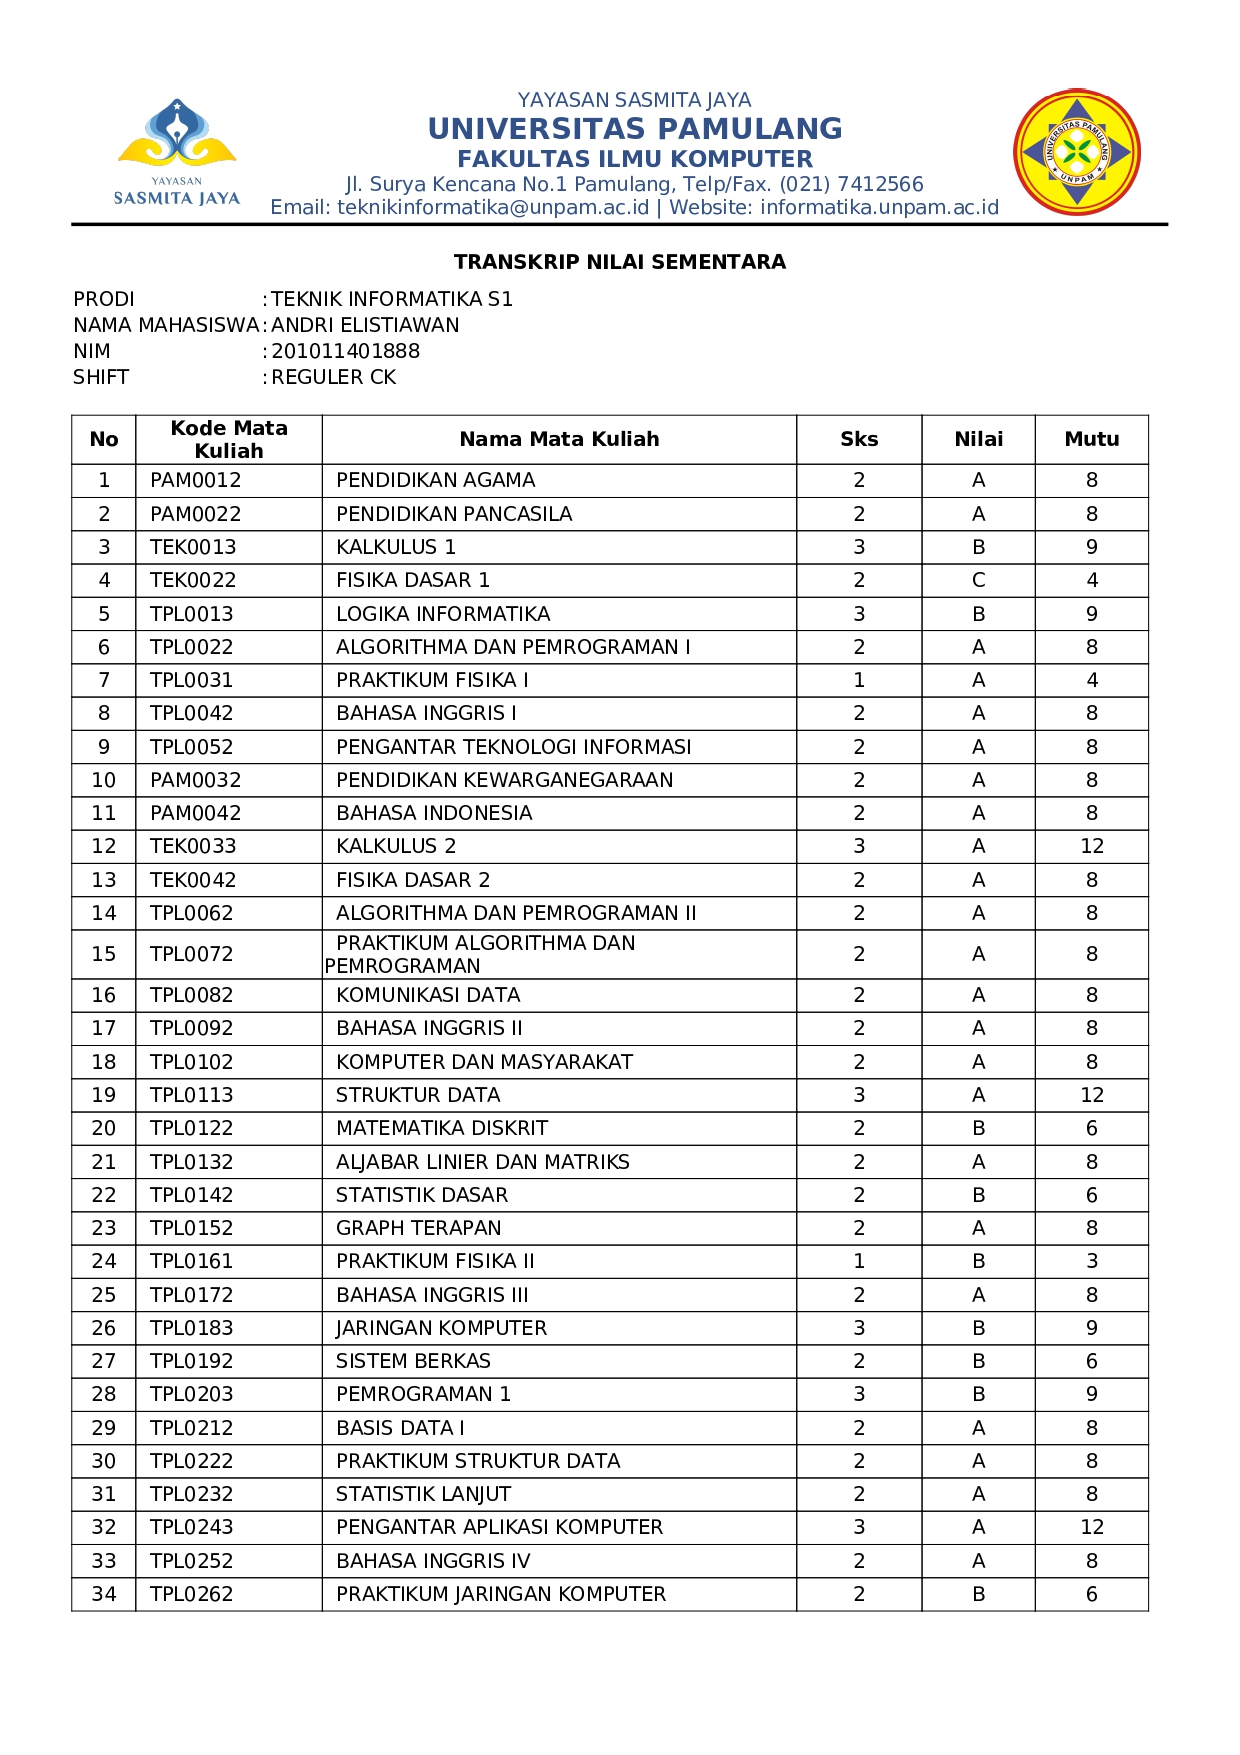 YAYASAN SASMITA JAYA
UNIVERSITAS PAMULANG
FAKULTAS ILMU KOMPUTER
Jl. Surya Kencana No.1 Pamulang, Telp/Fax. (021) 7412566
Email: teknikinformatika@unpam.ac.id | Website: informatika.unpam.ac.id
YAYASAN
SASMITA JAYA
UNIVERSITAS PAMULANG
★ UNPAM ★
TRANSKRIP NILAI SEMENTARA
PRODI : TEKNIK INFORMATIKA S1
NAMA MAHASISWA : ANDRI ELISTIAWAN
NIM : 201011401888
SHIFT : REGULER CK
No Kode Mata Kuliah Nama Mata Kuliah Sks Nilai Mutu
1 PAM0012 PENDIDIKAN AGAMA 2 A 8
2 PAM0022 PENDIDIKAN PANCASILA 2 A 8
3 TEK0013 KALKULUS 1 3 B 9
4 TEK0022 FISIKA DASAR 1 2 C 4
5 TPL0013 LOGIKA INFORMATIKA 3 B 9
6 TPL0022 ALGORITHMA DAN PEMROGRAMAN I 2 A 8
7 TPL0031 PRAKTIKUM FISIKA I 1 A 4
8 TPL0042 BAHASA INGGRIS I 2 A 8
9 TPL0052 PENGANTAR TEKNOLOGI INFORMASI 2 A 8
10 PAM0032 PENDIDIKAN KEWARGANEGARAAN 2 A 8
11 PAM0042 BAHASA INDONESIA 2 A 8
12 TEK0033 KALKULUS 2 3 A 12
13 TEK0042 FISIKA DASAR 2 2 A 8
14 TPL0062 ALGORITHMA DAN PEMROGRAMAN II 2 A 8
15 TPL0072 PRAKTIKUM ALGORITHMA DAN PEMROGRAMAN 2 A 8
16 TPL0082 KOMUNIKASI DATA 2 A 8
17 TPL0092 BAHASA INGGRIS II 2 A 8
18 TPL0102 KOMPUTER DAN MASYARAKAT 2 A 8
19 TPL0113 STRUKTUR DATA 3 A 12
20 TPL0122 MATEMATIKA DISKRIT 2 B 6
21 TPL0132 ALJABAR LINIER DAN MATRIKS 2 A 8
22 TPL0142 STATISTIK DASAR 2 B 6
23 TPL0152 GRAPH TERAPAN 2 A 8
24 TPL0161 PRAKTIKUM FISIKA II 1 B 3
25 TPL0172 BAHASA INGGRIS III 2 A 8
26 TPL0183 JARINGAN KOMPUTER 3 B 9
27 TPL0192 SISTEM BERKAS 2 B 6
28 TPL0203 PEMROGRAMAN 1 3 B 9
29 TPL0212 BASIS DATA I 2 A 8
30 TPL0222 PRAKTIKUM STRUKTUR DATA 2 A 8
31 TPL0232 STATISTIK LANJUT 2 A 8
32 TPL0243 PENGANTAR APLIKASI KOMPUTER 3 A 12
33 TPL0252 BAHASA INGGRIS IV 2 A 8
34 TPL0262 PRAKTIKUM JARINGAN KOMPUTER 2 B 6